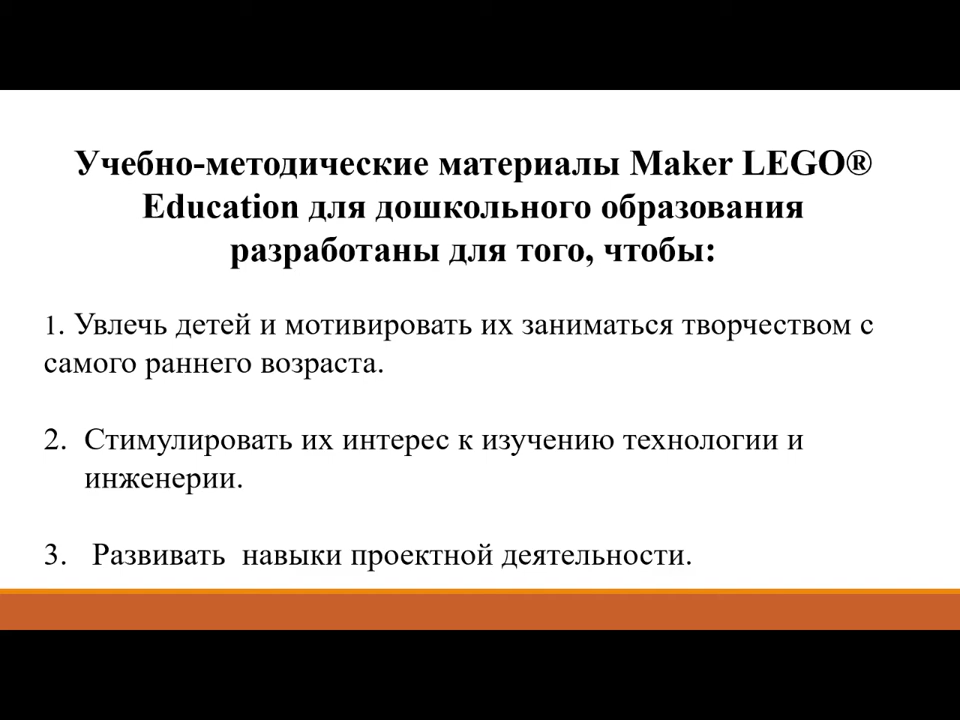 Учебно-методические материалы Maker LEGO®
Education для дошкольного образования
разработаны для того, чтобы:
1. Увлечь детей и мотивировать их заниматься творчеством с
самого раннего возраста.
2. Стимулировать их интерес к изучению технологии и
инженерии.
3. Развивать навыки проектной деятельности.